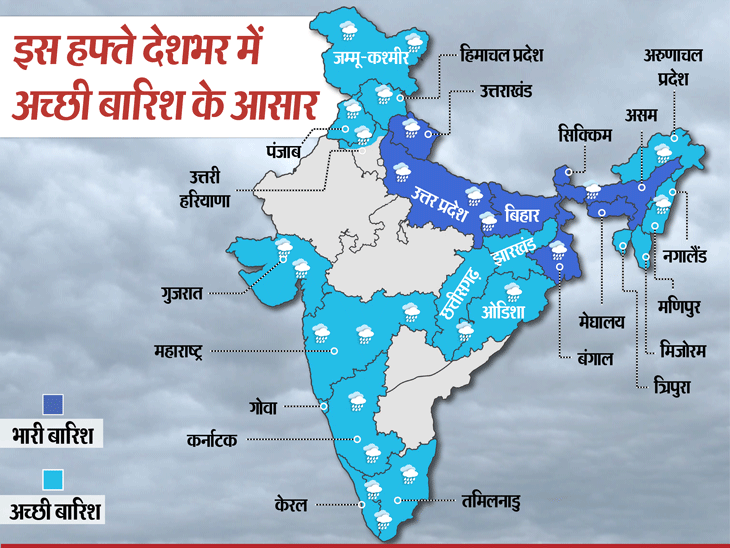 इस हफ्ते देशभर में
अच्छी बारिश के आसार
जम्मू-कश्मीर
हिमाचल प्रदेश
उत्तराखंड
पंजाब
उत्तरी
हरियाणा
अरुणाचल
प्रदेश
असम
सिक्किम
उत्तर प्रदेश
बिहार
झारखंड
छत्तीसगढ़
ओडिशा
नगालैंड
मणिपुर
मेघालय
मिजोरम
बंगाल
त्रिपुरा
गुजरात
महाराष्ट्र
गोवा
कर्नाटक
केरल
तमिलनाडु
भारी बारिश
अच्छी बारिश